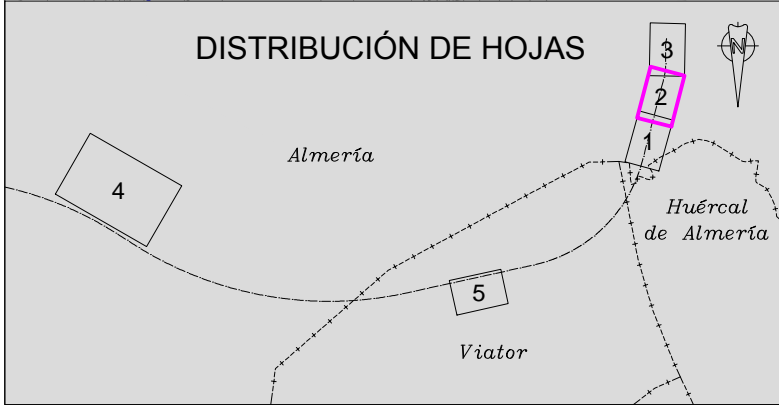 DISTRIBUCIÓN DE HOJAS
3
N
2
1
Almería
4
Huércal
de Almería
5
Viator